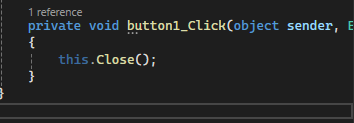 1 reference
private void button1_Click(object sender, E
{
this.Close();
}
}